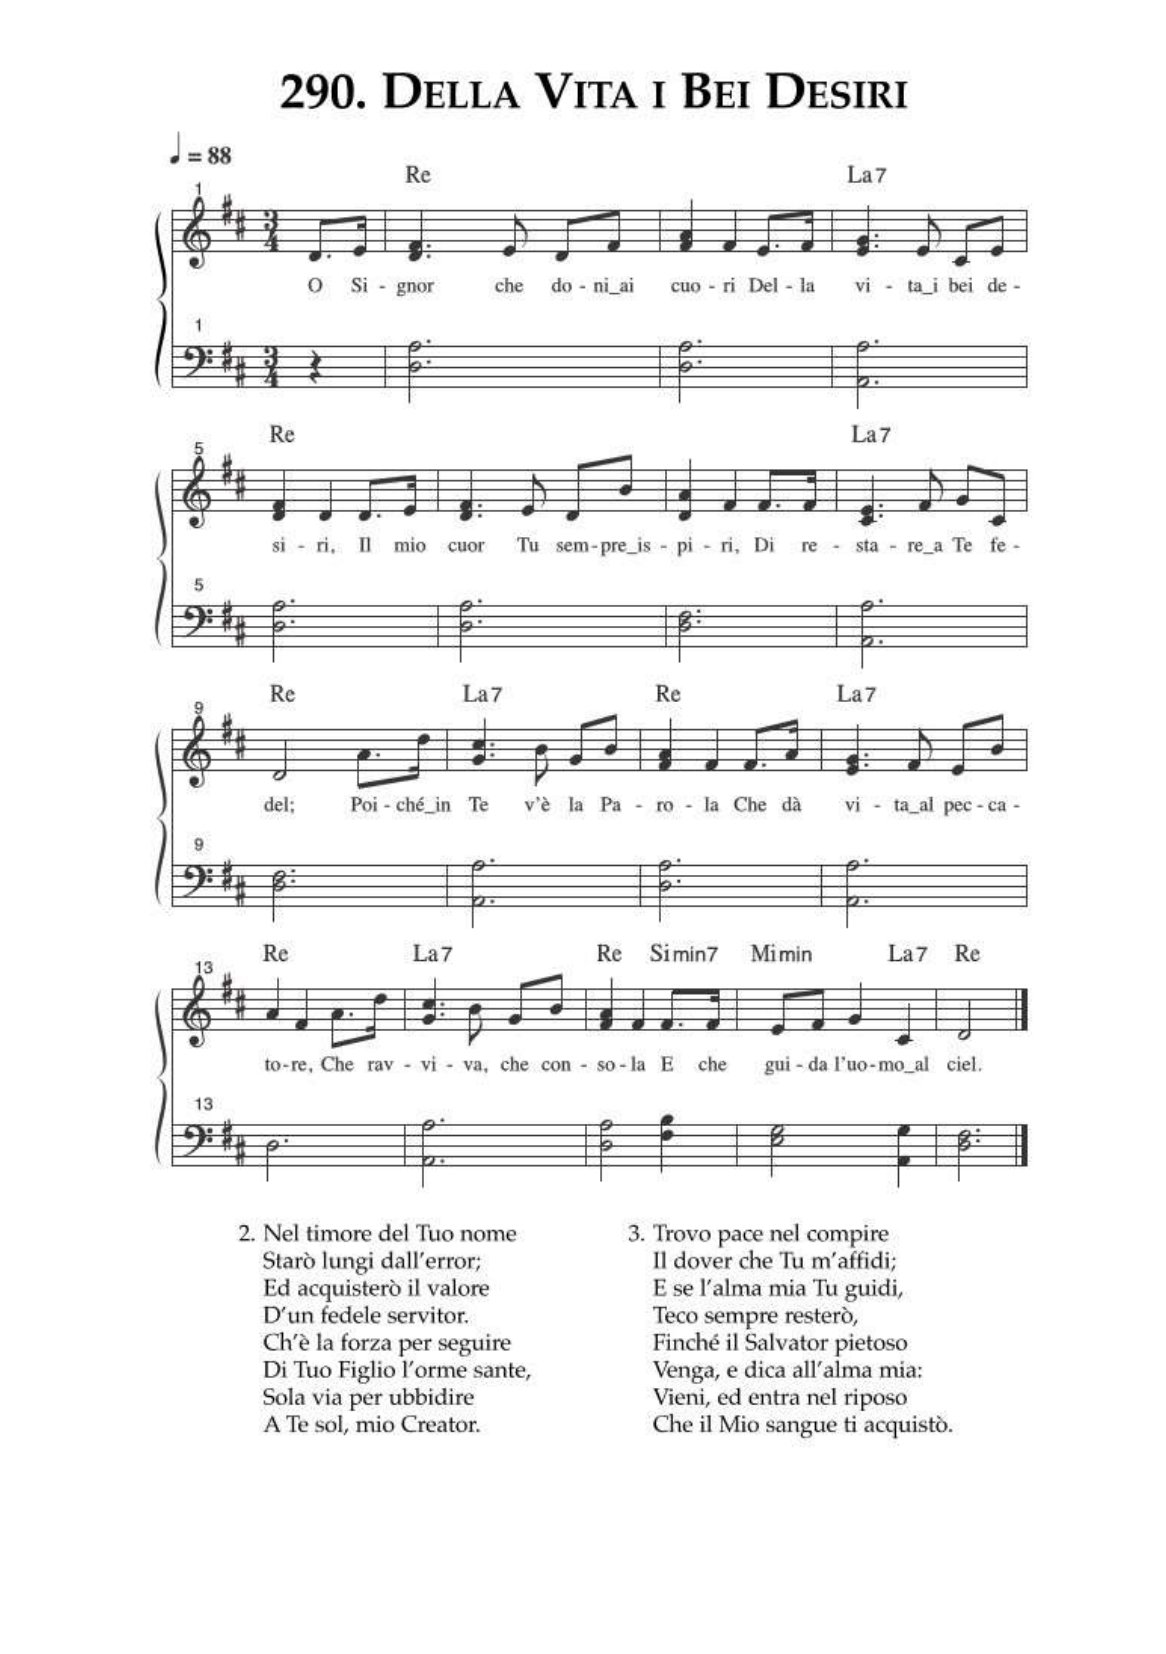 290. Della Vita i Bei Desiri
♩ = 88
Re La7
1
3 4
O Si - gnor che do - ni_ai cuo - ri Del - la vi - ta_i bei de -
1
3 4
Re La7
5
si - ri, Il mio cuor Tu sem - pre_is - pi - ri, Di re - sta - re_a Te fe -
5
Re La7 Re La7
9
del; Poi - ché_in Te v'è la Pa - ro - la Che dà vi - ta_al pec - ca -
9
Re La7 Re Simin7 Mimin La7 Re
13
to - re, Che rav - vi - va, che con - so - la E che gui - da l'uo - mo_al ciel.
13
2. Nel timore del Tuo nome
Starò lungi dall'error;
Ed acquisterò il valore
D'un fedele servitor.
Ch'è la forza per seguire
Di Tuo Figlio l'orme sante,
Sola via per ubbidire
A Te sol, mio Creator.
3. Trovo pace nel compire
Il dover che Tu m'affidi;
E se l'alma mia Tu guidi,
Teco sempre resterò,
Finché il Salvator pietoso
Venga, e dica all'alma mia:
Vieni, ed entra nel riposo
Che il Mio sangue ti acquistò.